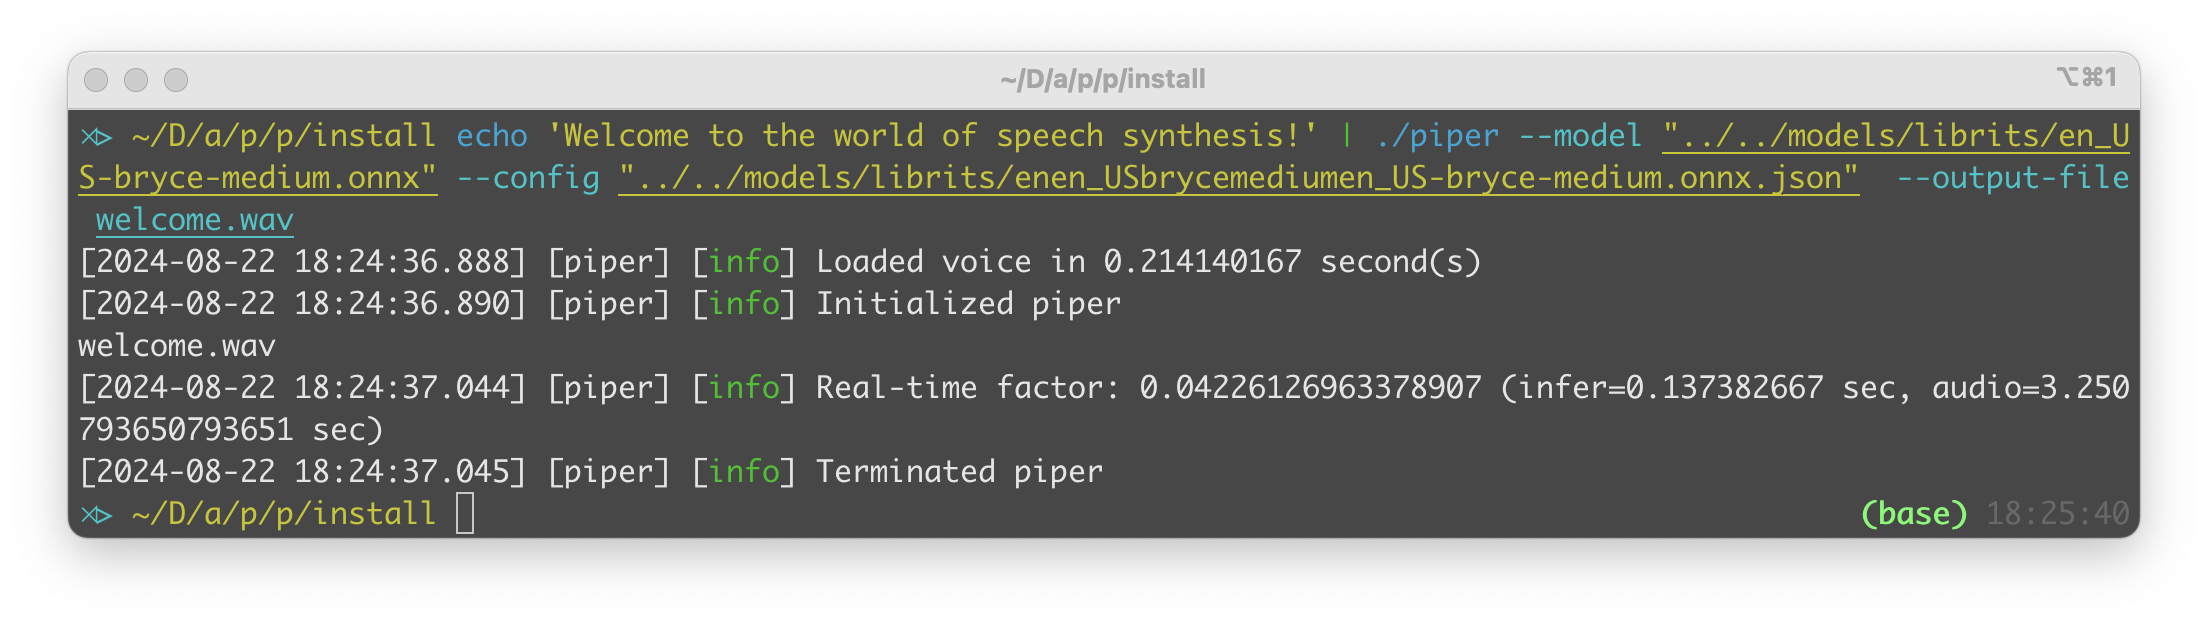 ~/D/a/p/p/install
⌥⌘1
~/D/a/p/p/install echo 'Welcome to the world of speech synthesis!' | ./piper --model "../../models/librits/en_U
S-bryce-medium.onnx" --config "../../models/librits/enen_USbrycemediumen_US-bryce-medium.onnx.json"  --output-file
welcome.wav
[2024-08-22 18:24:36.888] [piper] [info] Loaded voice in 0.214140167 second(s)
[2024-08-22 18:24:36.890] [piper] [info] Initialized piper
welcome.wav
[2024-08-22 18:24:37.044] [piper] [info] Real-time factor: 0.04226126963378907 (infer=0.137382667 sec, audio=3.250
793650793651 sec)
[2024-08-22 18:24:37.045] [piper] [info] Terminated piper
~/D/a/p/p/install (base) 18:25:40